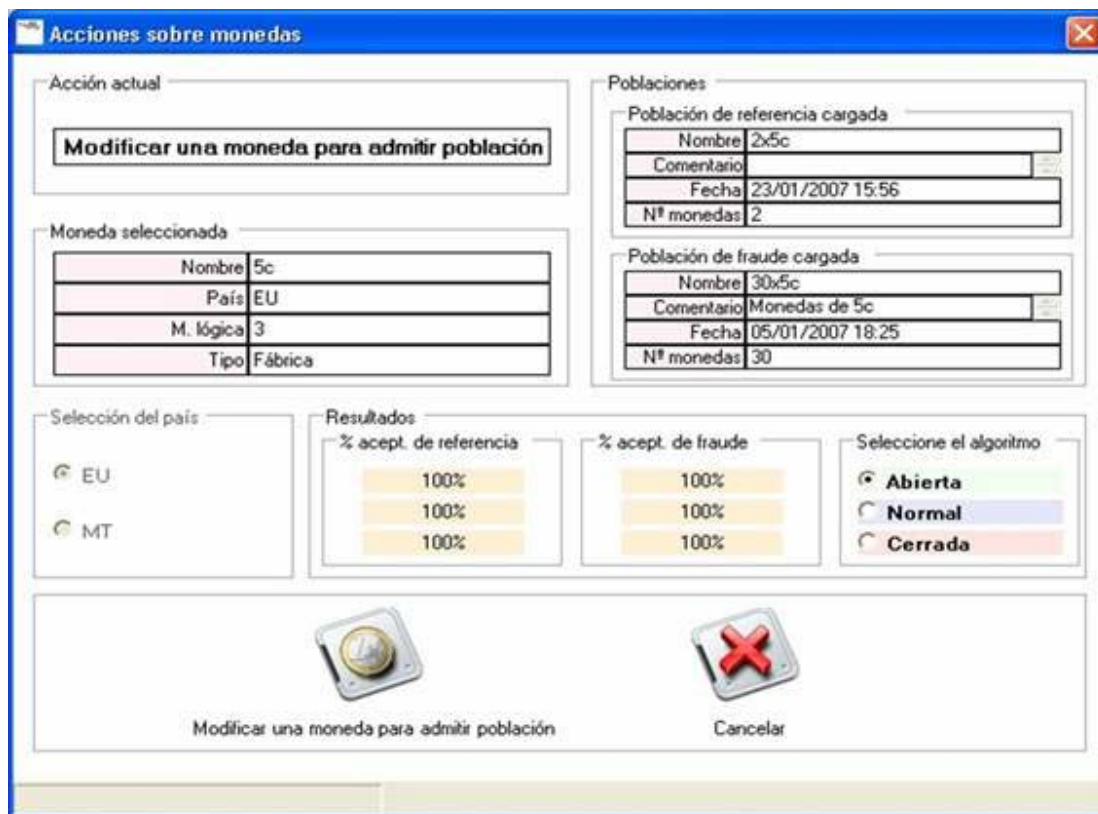 Acciones sobre monedas
Acción actual
Modificar una moneda para admitir población
Moneda seleccionada
Nombre 5c
País EU
M. lógica 3
Tipo Fábrica
Poblaciones
Población de referencia cargada
Nombre 2x5c
Comentario
Fecha 23/01/2007 15:56
Nº monedas 2
Población de fraude cargada
Nombre 30x5c
Comentario Monedas de 5c
Fecha 05/01/2007 18:25
Nº monedas 30
Selección del país
EU
MT
Resultados
% acept. de referencia
100%
100%
100%
% acept. de fraude
100%
100%
100%
Seleccione el algoritmo
Abierta
Normal
Cerrada
Modificar una moneda para admitir población
Cancelar